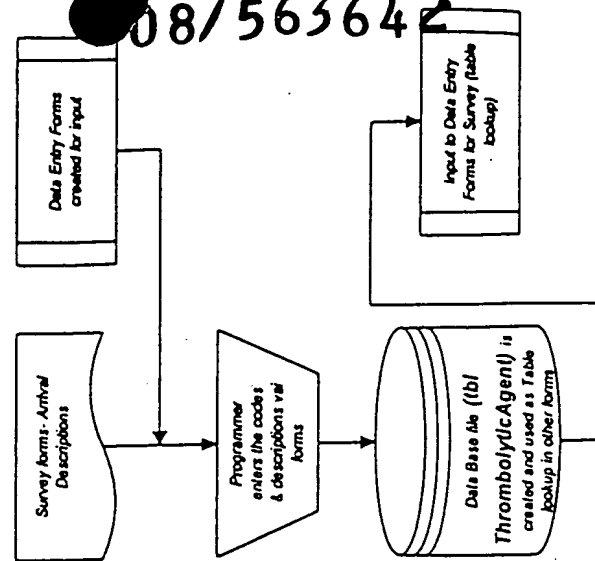 08/563642
Data Entry Forms
created for input
Survey forms- Arrival
Descriptions
Programmer
enters the codes
& descriptions vai
forms
Data Base file (tbl
ThrombolyticAgent) is
created and used as Table
lookup in other forms
Input to Data Entry
Forms for Survey (table
lookup)